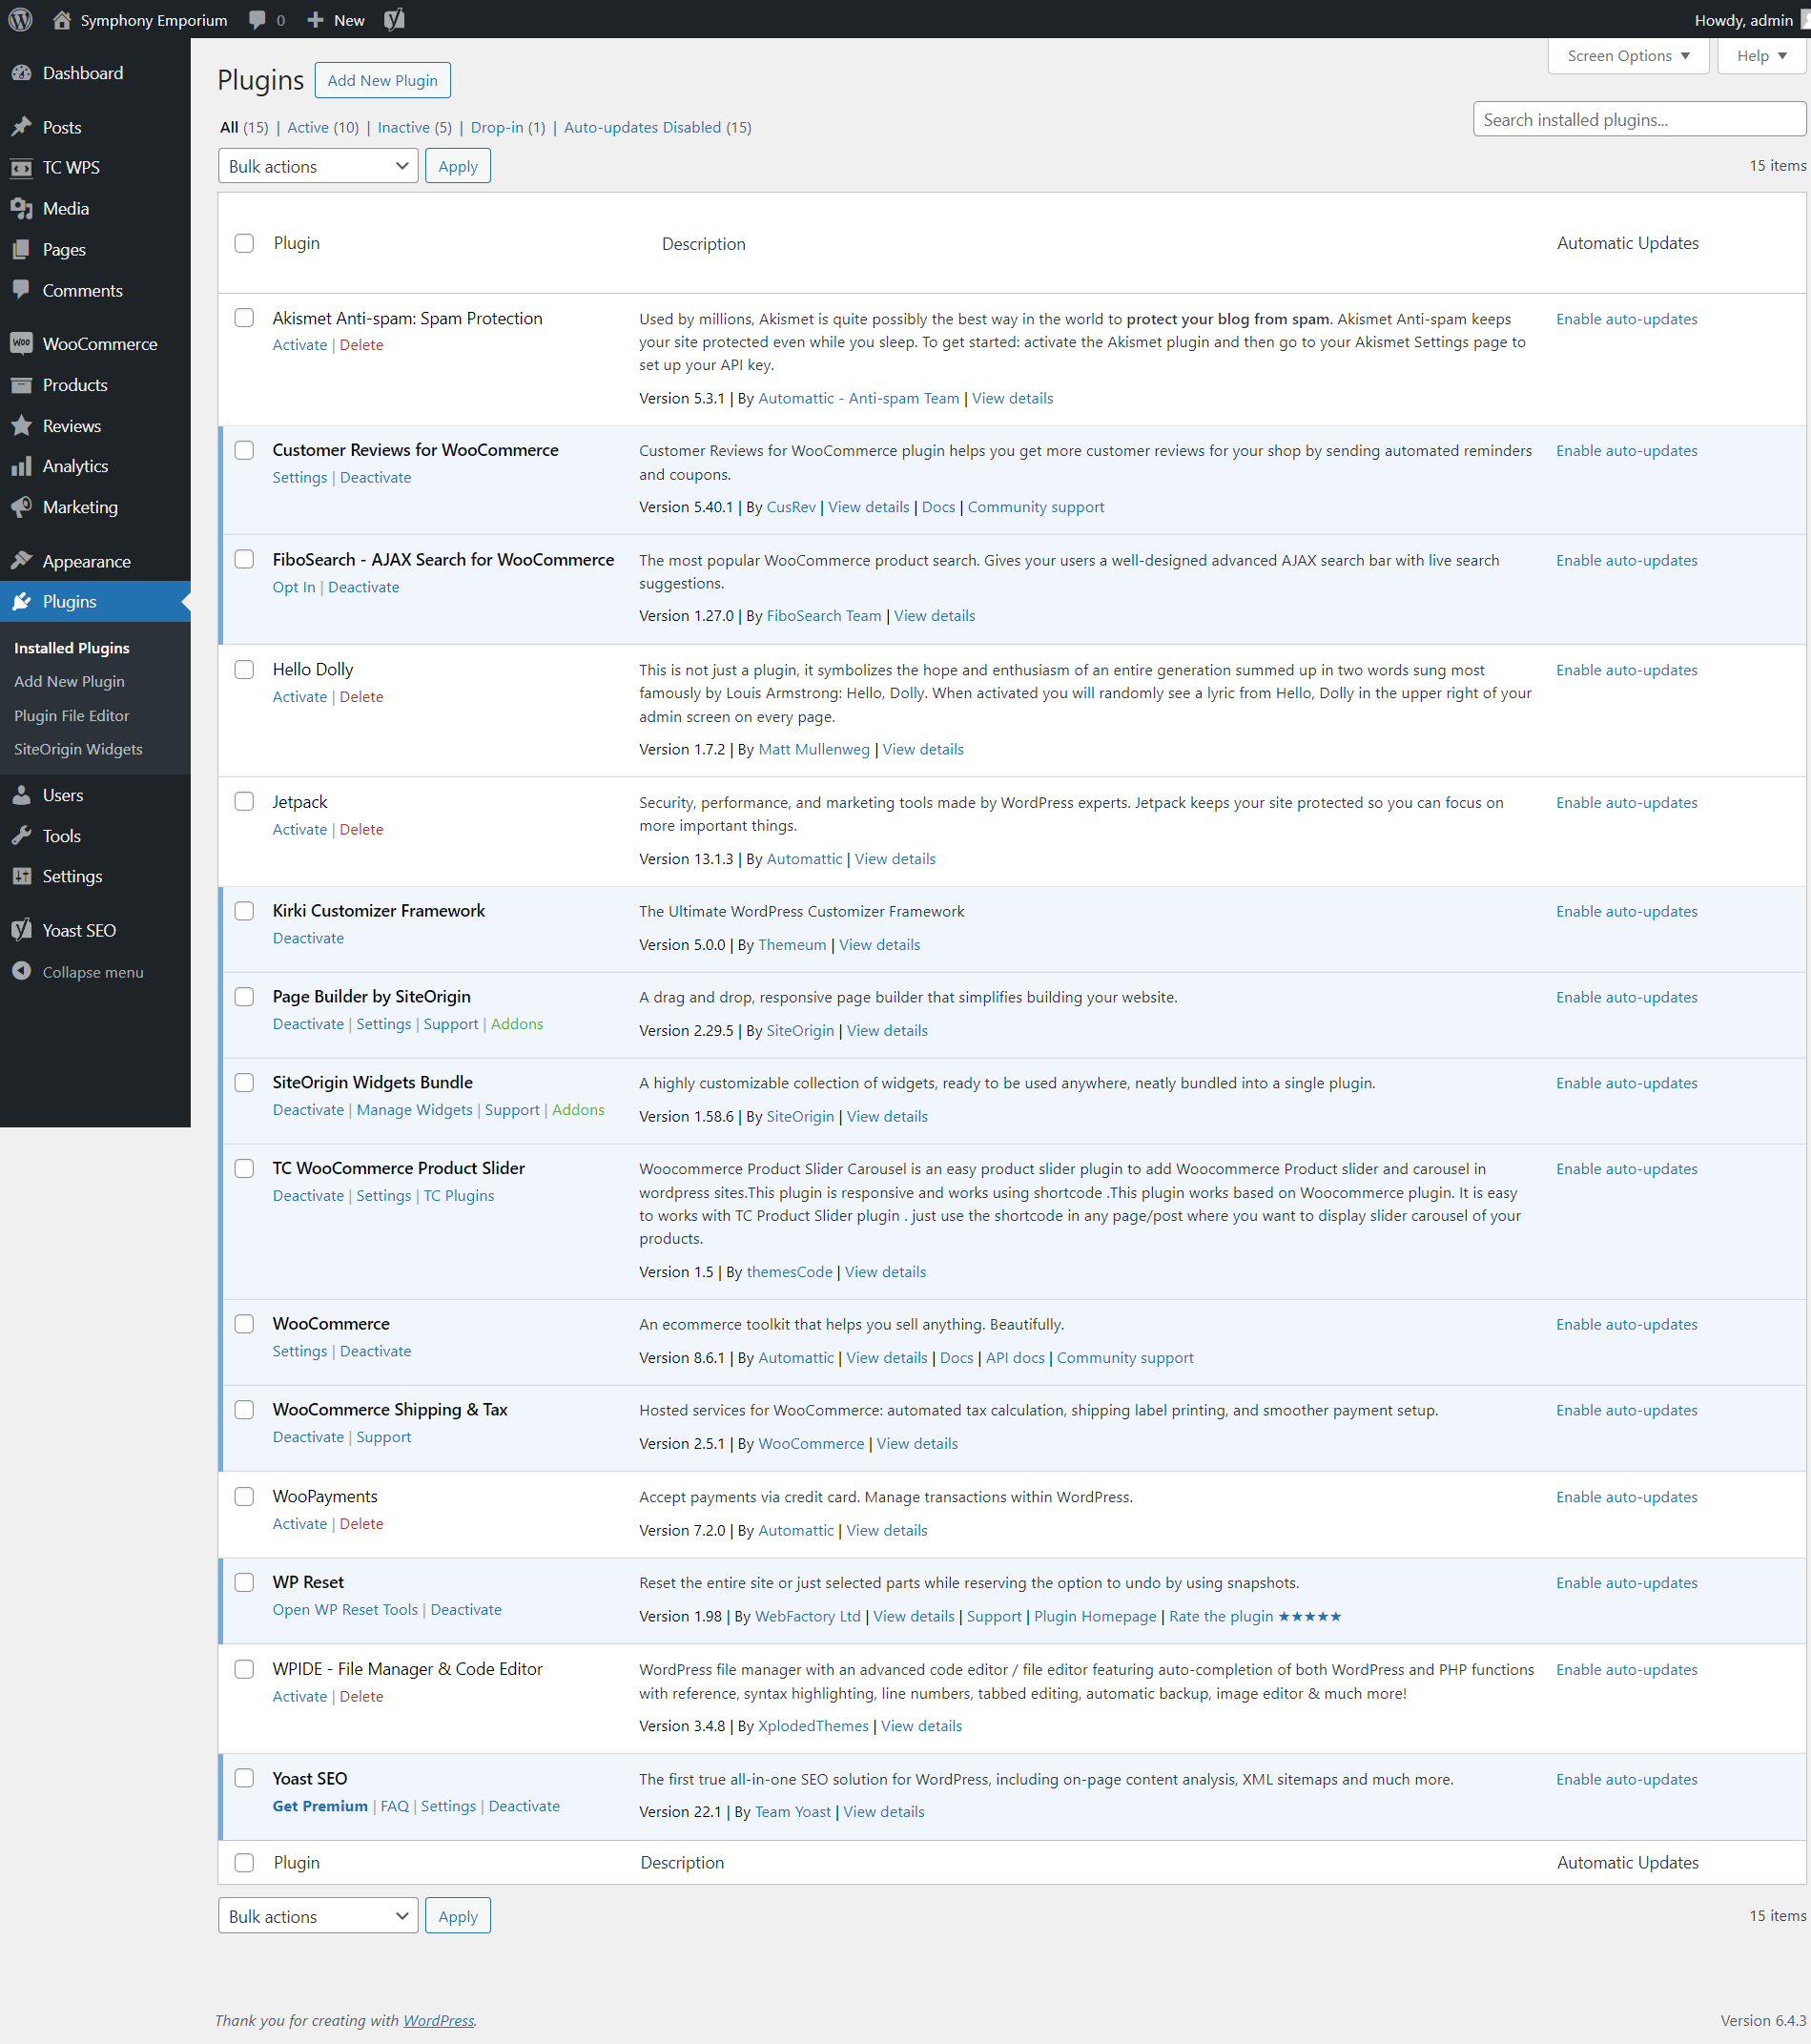 Symphony Emporium 0 New Howdy, admin
Dashboard
Posts
TC WPS
Media
Pages
Comments
WooCommerce
Products
Reviews
Analytics
Marketing
Appearance
Plugins
Installed Plugins
Add New Plugin
Plugin File Editor
SiteOrigin Widgets
Users
Tools
Settings
Yoast SEO
Collapse menu
Screen Options ▼ Help ▼
Plugins Add New Plugin
All (15) | Active (10) | Inactive (5) | Drop-in (1) | Auto-updates Disabled (15)
Search installed plugins...
Bulk actions Apply
15 items
Plugin Description Automatic Updates
Akismet Anti-spam: Spam Protection
Activate | Delete
Used by millions, Akismet is quite possibly the best way in the world to protect your blog from spam. Akismet Anti-spam keeps
your site protected even while you sleep. To get started: activate the Akismet plugin and then go to your Akismet Settings page to
set up your API key.
Version 5.3.1 | By Automattic - Anti-spam Team | View details
Enable auto-updates
Customer Reviews for WooCommerce
Settings | Deactivate
Customer Reviews for WooCommerce plugin helps you get more customer reviews for your shop by sending automated reminders
and coupons.
Version 5.40.1 | By CusRev | View details | Docs | Community support
Enable auto-updates
FiboSearch - AJAX Search for WooCommerce
Opt In | Deactivate
The most popular WooCommerce product search. Gives your users a well-designed advanced AJAX search bar with live search
suggestions.
Version 1.27.0 | By FiboSearch Team | View details
Enable auto-updates
Hello Dolly
Activate | Delete
This is not just a plugin, it symbolizes the hope and enthusiasm of an entire generation summed up in two words sung most
famously by Louis Armstrong: Hello, Dolly. When activated you will randomly see a lyric from Hello, Dolly in the upper right of your
admin screen on every page.
Version 1.7.2 | By Matt Mullenweg | View details
Enable auto-updates
Jetpack
Activate | Delete
Security, performance, and marketing tools made by WordPress experts. Jetpack keeps your site protected so you can focus on
more important things.
Version 13.1.3 | By Automattic | View details
Enable auto-updates
Kirki Customizer Framework
Deactivate
The Ultimate WordPress Customizer Framework
Version 5.0.0 | By Themeum | View details
Enable auto-updates
Page Builder by SiteOrigin
Deactivate | Settings | Support | Addons
A drag and drop, responsive page builder that simplifies building your website.
Version 2.29.5 | By SiteOrigin | View details
Enable auto-updates
SiteOrigin Widgets Bundle
Deactivate | Manage Widgets | Support | Addons
A highly customizable collection of widgets, ready to be used anywhere, neatly bundled into a single plugin.
Version 1.58.6 | By SiteOrigin | View details
Enable auto-updates
TC WooCommerce Product Slider
Deactivate | Settings | TC Plugins
Woocommerce Product Slider Carousel is an easy product slider plugin to add Woocommerce Product slider and carousel in
wordpress sites.This plugin is responsive and works using shortcode .This plugin works based on Woocommerce plugin. It is easy
to works with TC Product Slider plugin . just use the shortcode in any page/post where you want to display slider carousel of your
products.
Version 1.5 | By themesCode | View details
Enable auto-updates
WooCommerce
Settings | Deactivate
An ecommerce toolkit that helps you sell anything. Beautifully.
Version 8.6.1 | By Automattic | View details | Docs | API docs | Community support
Enable auto-updates
WooCommerce Shipping & Tax
Deactivate | Support
Hosted services for WooCommerce: automated tax calculation, shipping label printing, and smoother payment setup.
Version 2.5.1 | By WooCommerce | View details
Enable auto-updates
WooPayments
Activate | Delete
Accept payments via credit card. Manage transactions within WordPress.
Version 7.2.0 | By Automattic | View details
Enable auto-updates
WP Reset
Open WP Reset Tools | Deactivate
Reset the entire site or just selected parts while reserving the option to undo by using snapshots.
Version 1.98 | By WebFactory Ltd | View details | Support | Plugin Homepage | Rate the plugin ★★★★★
Enable auto-updates
WPIDE - File Manager & Code Editor
Activate | Delete
WordPress file manager with an advanced code editor / file editor featuring auto-completion of both WordPress and PHP functions
with reference, syntax highlighting, line numbers, tabbed editing, automatic backup, image editor & much more!
Version 3.4.8 | By XplodedThemes | View details
Enable auto-updates
Yoast SEO
Get Premium | FAQ | Settings | Deactivate
The first true all-in-one SEO solution for WordPress, including on-page content analysis, XML sitemaps and much more.
Version 22.1 | By Team Yoast | View details
Enable auto-updates
Plugin Description Automatic Updates
Bulk actions Apply
15 items
Thank you for creating with WordPress.
Version 6.4.3